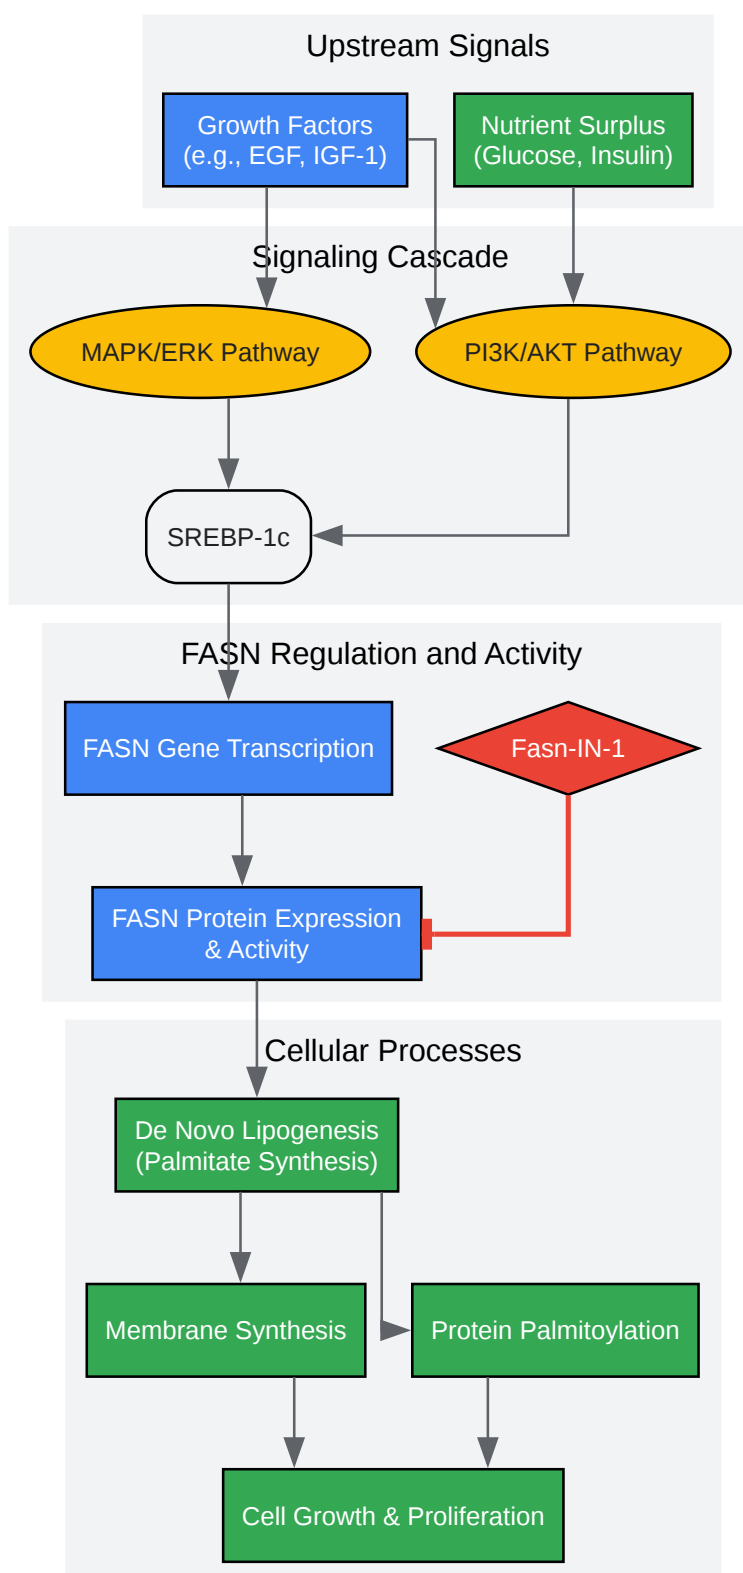 Upstream Signals
Growth Factors
(e.g., EGF, IGF-1)
Nutrient Surplus
(Glucose, Insulin)
Signaling Cascade
MAPK/ERK Pathway
PI3K/AKT Pathway
SREBP-1c
FASN Regulation and Activity
FASN Gene Transcription
Fasn-IN-1
FASN Protein Expression
& Activity
Cellular Processes
De Novo Lipogenesis
(Palmitate Synthesis)
Membrane Synthesis
Protein Palmitoylation
Cell Growth & Proliferation